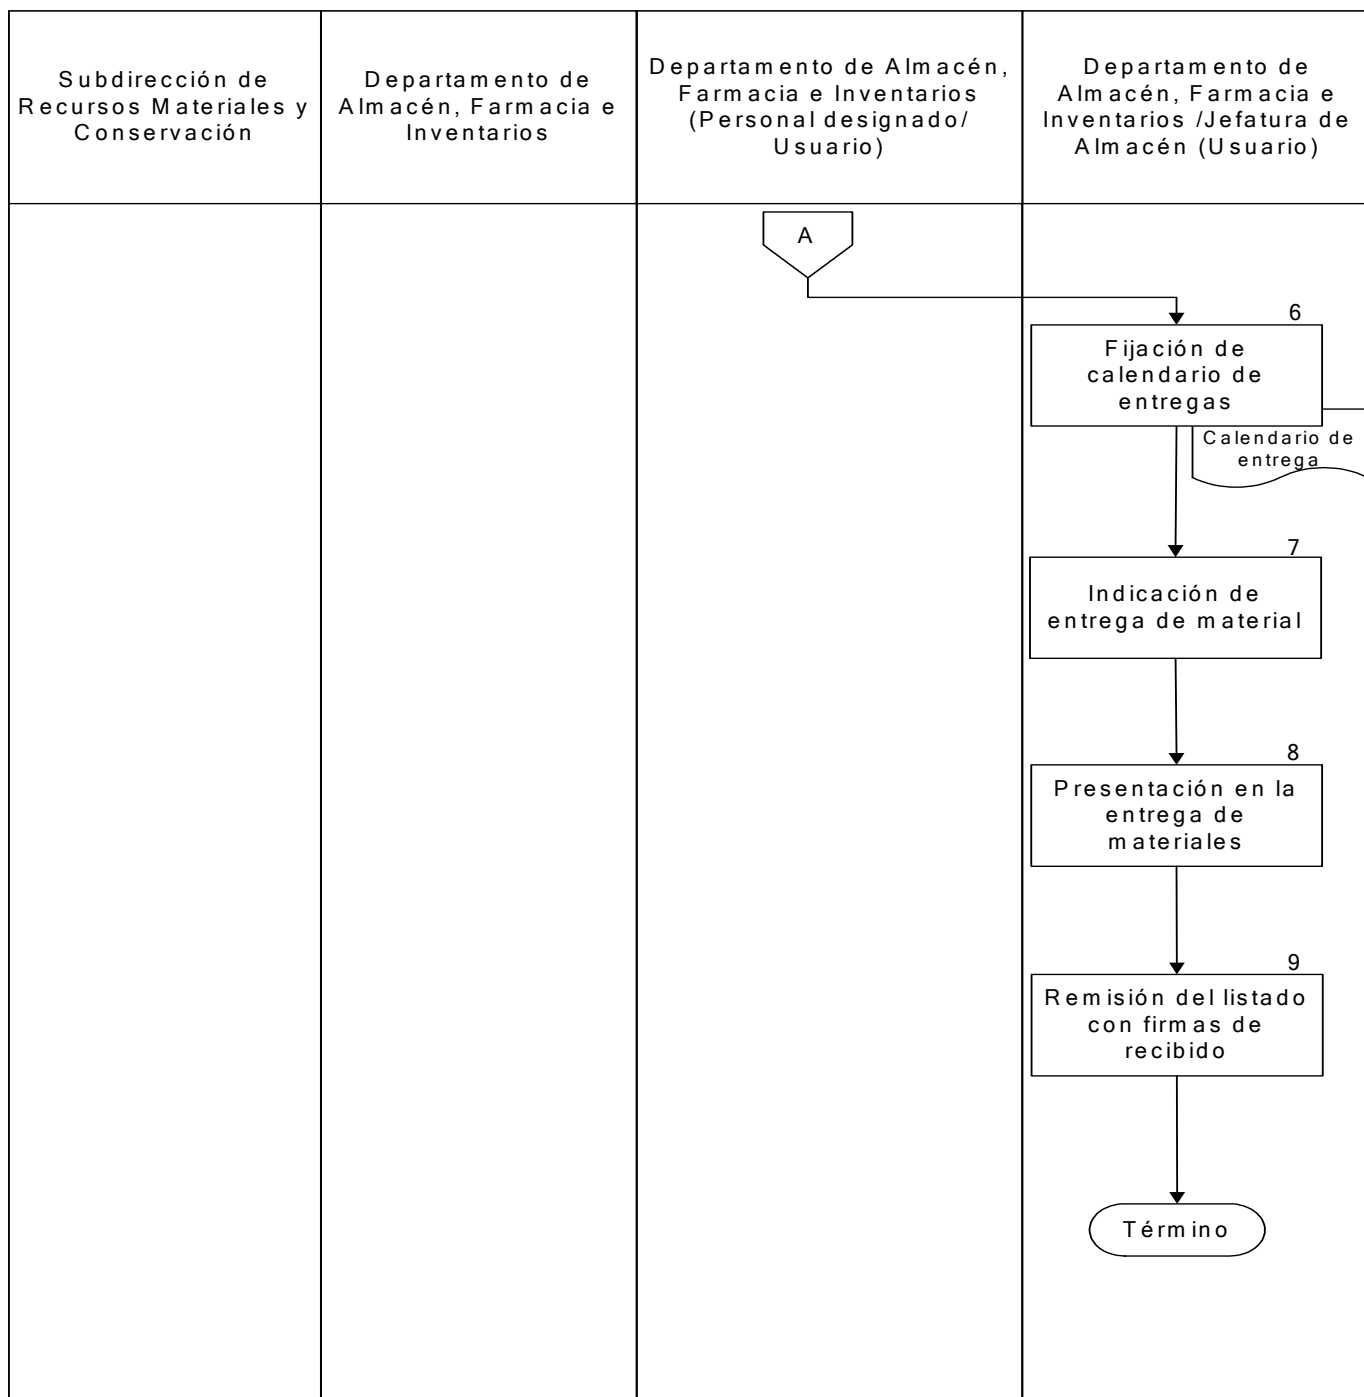 Subdirección de
Recursos Materiales y
Conservación
Departamento de
Almacén, Farmacia e
Inventarios
Departamento de Almacén,
Farmacia e Inventarios
(Personal designado/
Usuario)
Departamento de
Almacén, Farmacia e
Inventarios /Jefatura de
Almacén (Usuario)
A
6
Fijación de
calendario de
entregas
Calendario de
entrega
7
Indicación de
entrega de material
8
Presentación en la
entrega de
materiales
9
Remisión del listado
con firmas de
recibido
Término